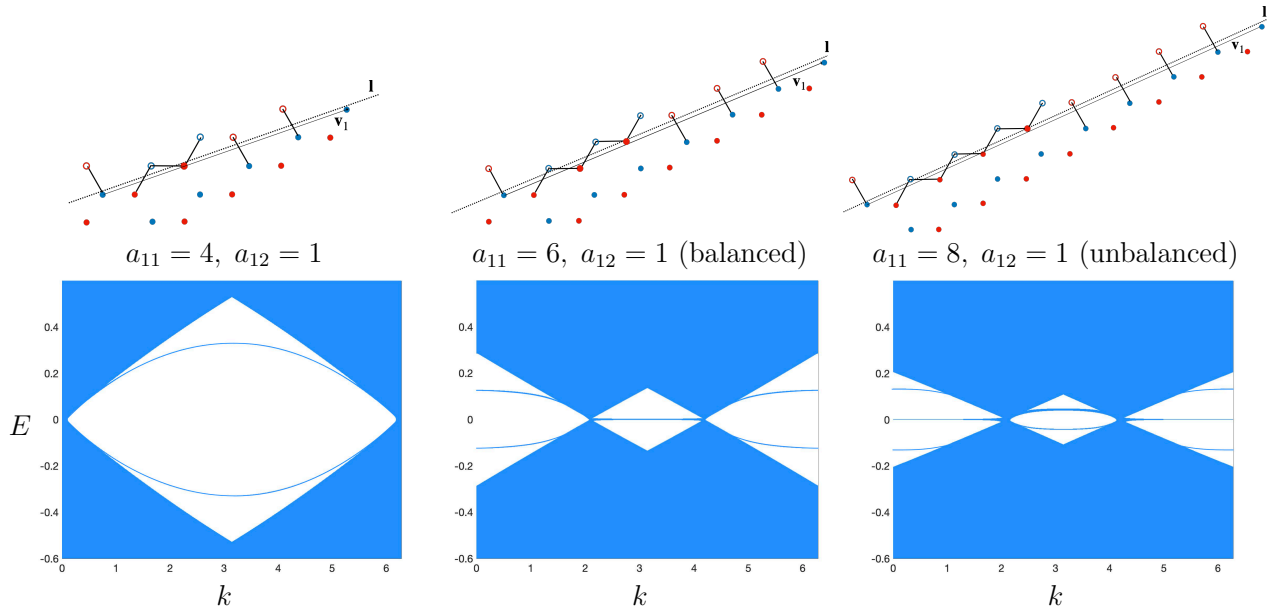 l
v₁
l
v₁
l
v₁
a₁₁ = 4, a₁₂ = 1
a₁₁ = 6, a₁₂ = 1 (balanced)
a₁₁ = 8, a₁₂ = 1 (unbalanced)
E
0.4
0.2
0
-0.2
-0.4
-0.6
0 1 2 3 4 5 6
k
0.4
0.2
0
-0.2
-0.4
-0.6
0 1 2 3 4 5 6
k
0.4
0.2
0
-0.2
-0.4
-0.6
0 1 2 3 4 5 6
k